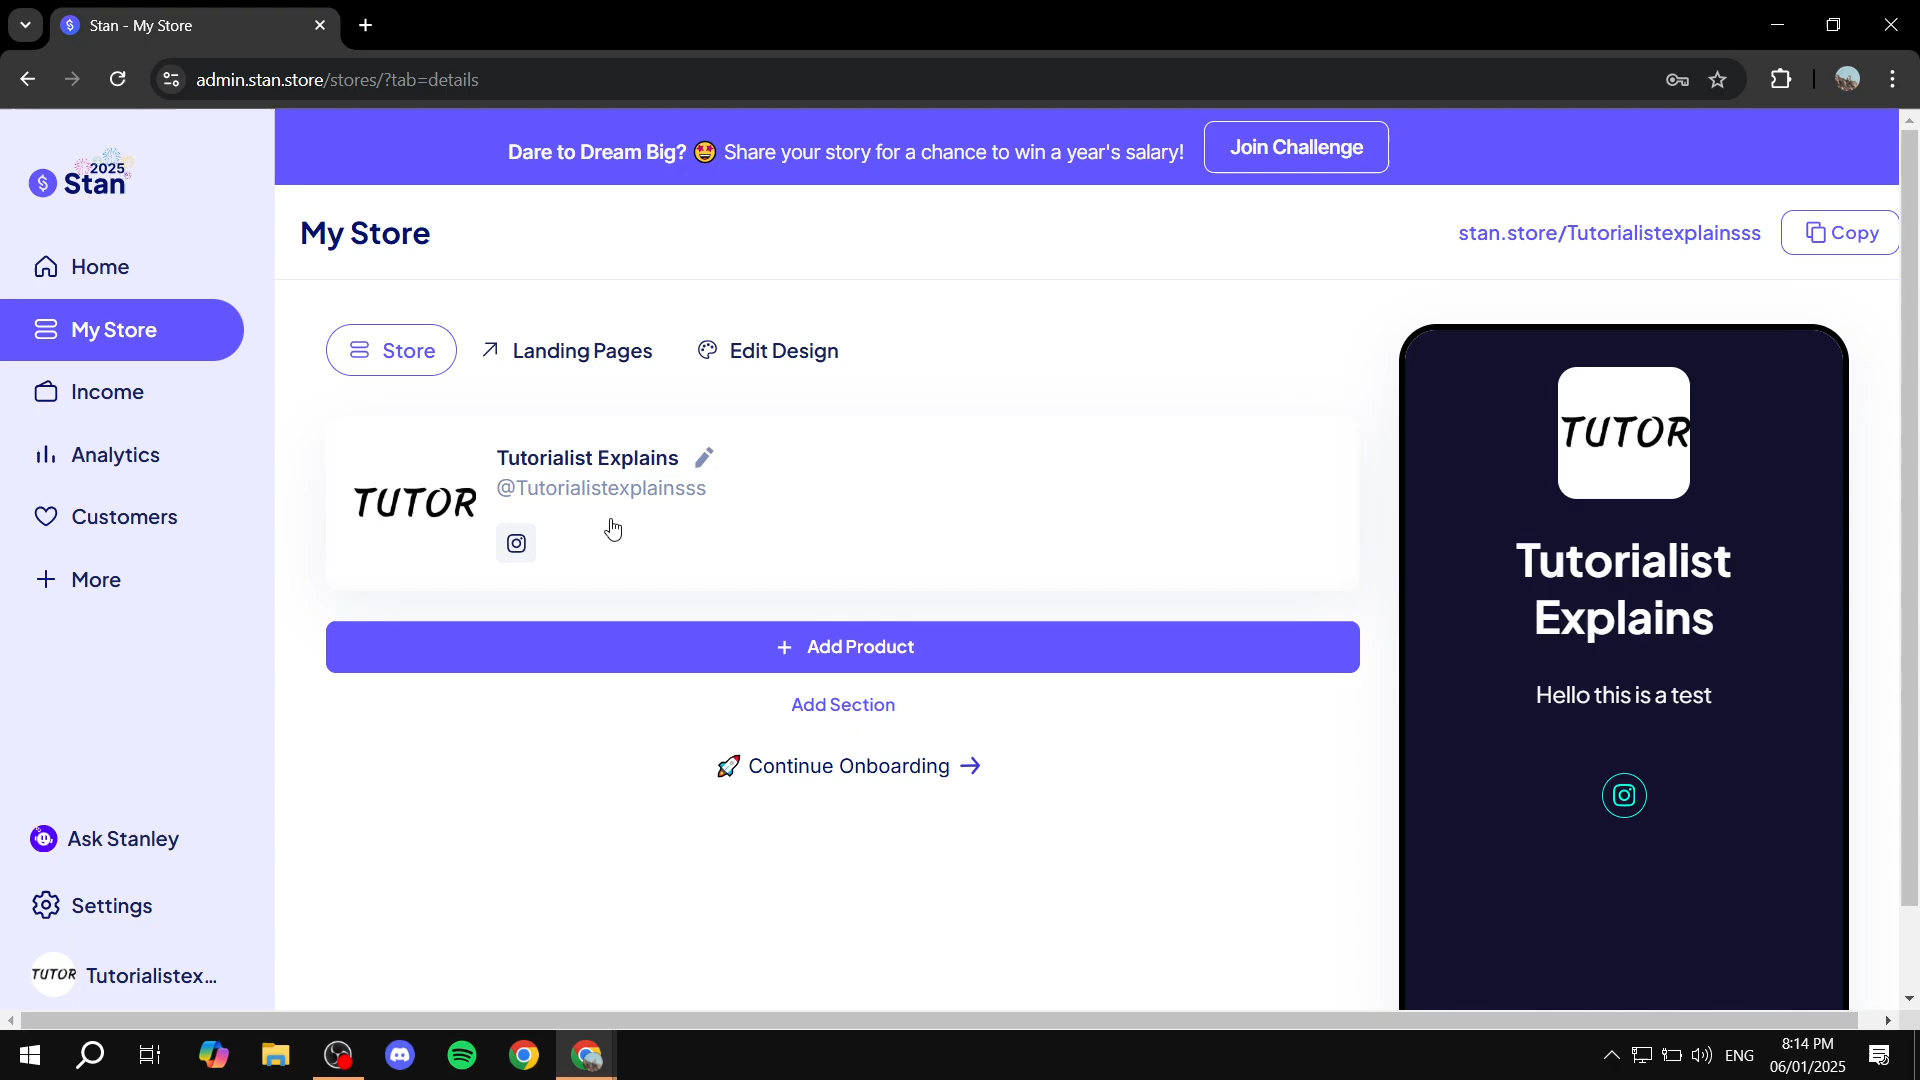 Stan - My Store
admin.stan.store/stores/?tab=details
2025
Stan
Dare to Dream Big? 🤩 Share your story for a chance to win a year's salary!
Join Challenge
My Store
stan.store/Tutorialistexplainsss
Copy
Home
My Store
Income
Analytics
Customers
+ More
Store
Landing Pages
Edit Design
TUTOR
Tutorialist Explains
@Tutorialistexplainsss
+ Add Product
Add Section
🚀 Continue Onboarding →
TUTOR
Tutorialist
Explains
Hello this is a test
Ask Stanley
Settings
TUTOR
Tutorialistex...
ENG
8:14 PM
06/01/2025